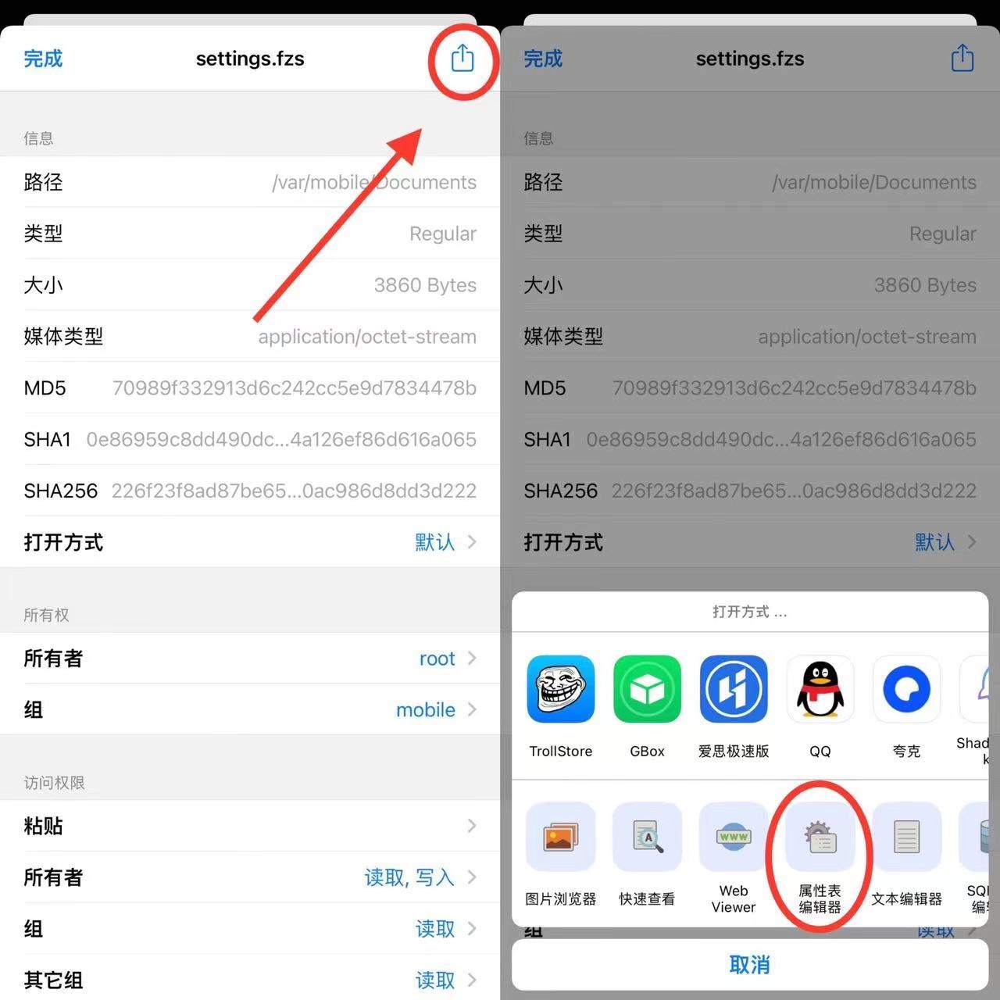 完成
settings.fzs
信息
路径
/var/mobile/Documents
类型
Regular
大小
3860 Bytes
媒体类型
application/octet-stream
MD5
70989f332913d6c242cc5e9d7834478b
SHA1
0e86959c8dd490dc...4a126ef86d616a065
SHA256
226f23f8ad87be65...0ac986d8dd3d222
打开方式
默认
所有权
所有者
root
组
mobile
访问权限
粘贴
所有者
读取, 写入
组
读取
其它组
读取
完成
settings.fzs
信息
路径
/var/mobile/Documents
类型
Regular
大小
3860 Bytes
媒体类型
application/octet-stream
MD5
70989f332913d6c242cc5e9d7834478b
SHA1
0e86959c8dd490dc...4a126ef86d616a065
SHA256
226f23f8ad87be65...0ac986d8dd3d222
打开方式
默认
打开方式 ...
TrollStore
GBox
爱思极速版
QQ
夸克
Shad
k
A
WWW
图片浏览器
快速查看
Web
Viewer
属性表
编辑器
文本编辑器
SQ
编
组
读取
取消